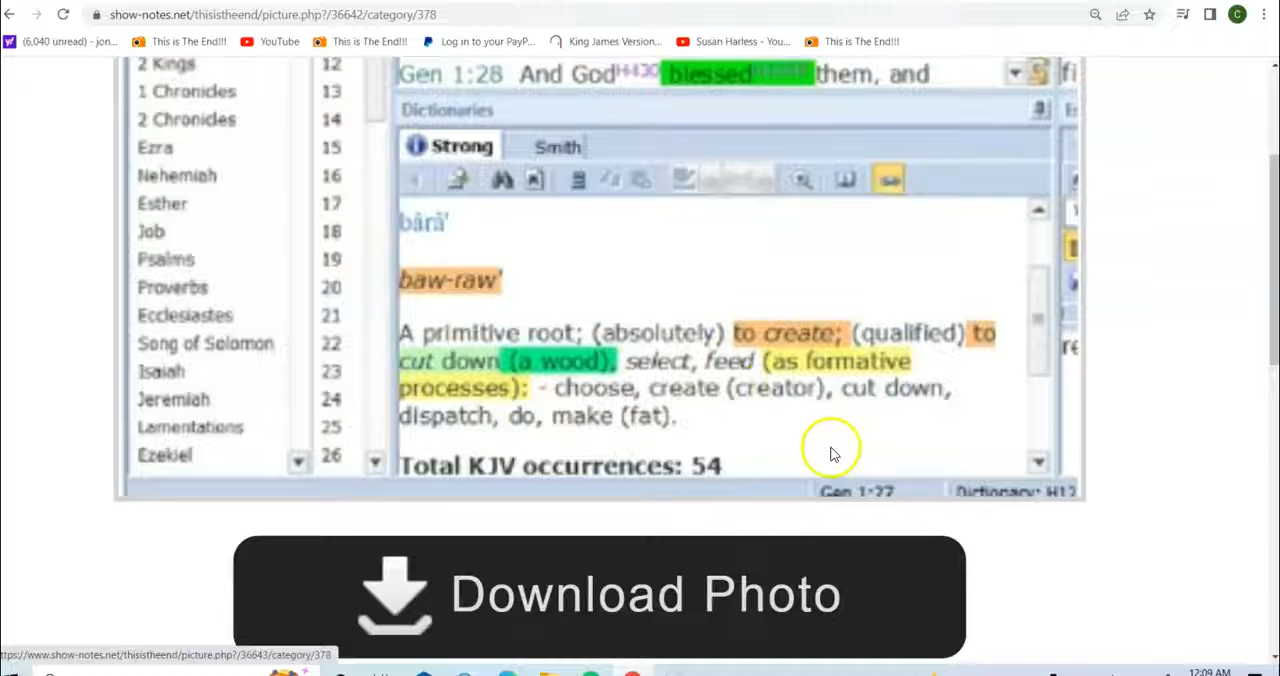 show-notes.net/thisistheend/picture.php?/36642/category/378
(6,040 unread) - jon... This is The End!!! YouTube This is The End!!! Log in to your PayP... King James Version... Susan Harless - You... This is The End!!!
2 Kings 12
1 Chronicles 13
2 Chronicles 14
Ezra 15
Nehemiah 16
Esther 17
Job 18
Psalms 19
Proverbs 20
Ecclesiastes 21
Song of Solomon 22
Isaiah 23
Jeremiah 24
Lamentations 25
Ezekiel 26
Gen 1:28 And God H430 blessed them, and
Dictionaries
Strong Smith
bârâ'
baw-raw'
A primitive root; (absolutely) to create; (qualified) to
cut down (a wood), select, feed (as formative
processes): - choose, create (creator), cut down,
dispatch, do, make (fat).
Total KJV occurrences: 54
Gen 1:27 Dictionary: H12
Download Photo
ttps://www.show-notes.net/thisistheend/picture.php?/36643/category/378
12:09 AM